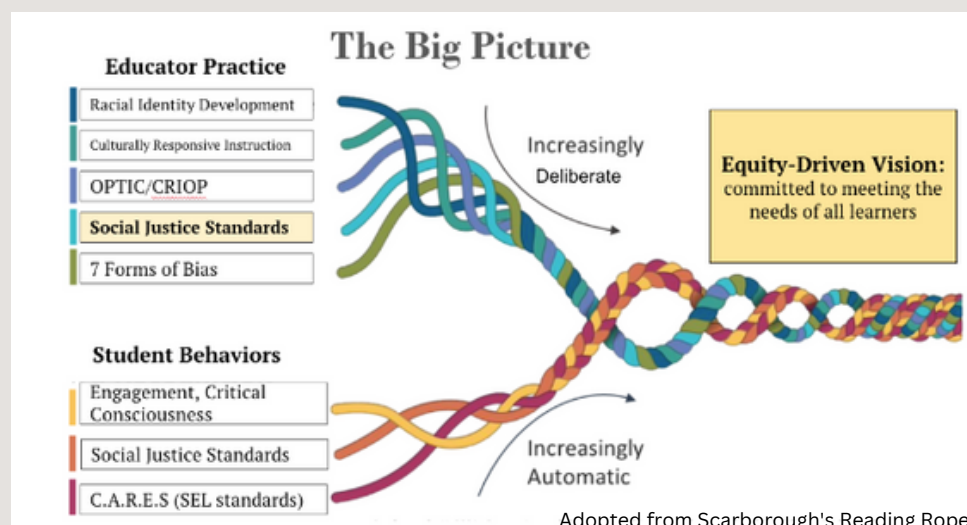 The Big Picture
Educator Practice
Racial Identity Development
Culturally Responsive Instruction
OPTIC/CRIOP
Social Justice Standards
7 Forms of Bias
Increasingly
Deliberate
Equity-Driven Vision:
committed to meeting the
needs of all learners
Student Behaviors
Engagement, Critical
Consciousness
Social Justice Standards
C.A.R.E.S (SEL standards)
Increasingly
Automatic
Adopted from Scarborough's Reading Rope